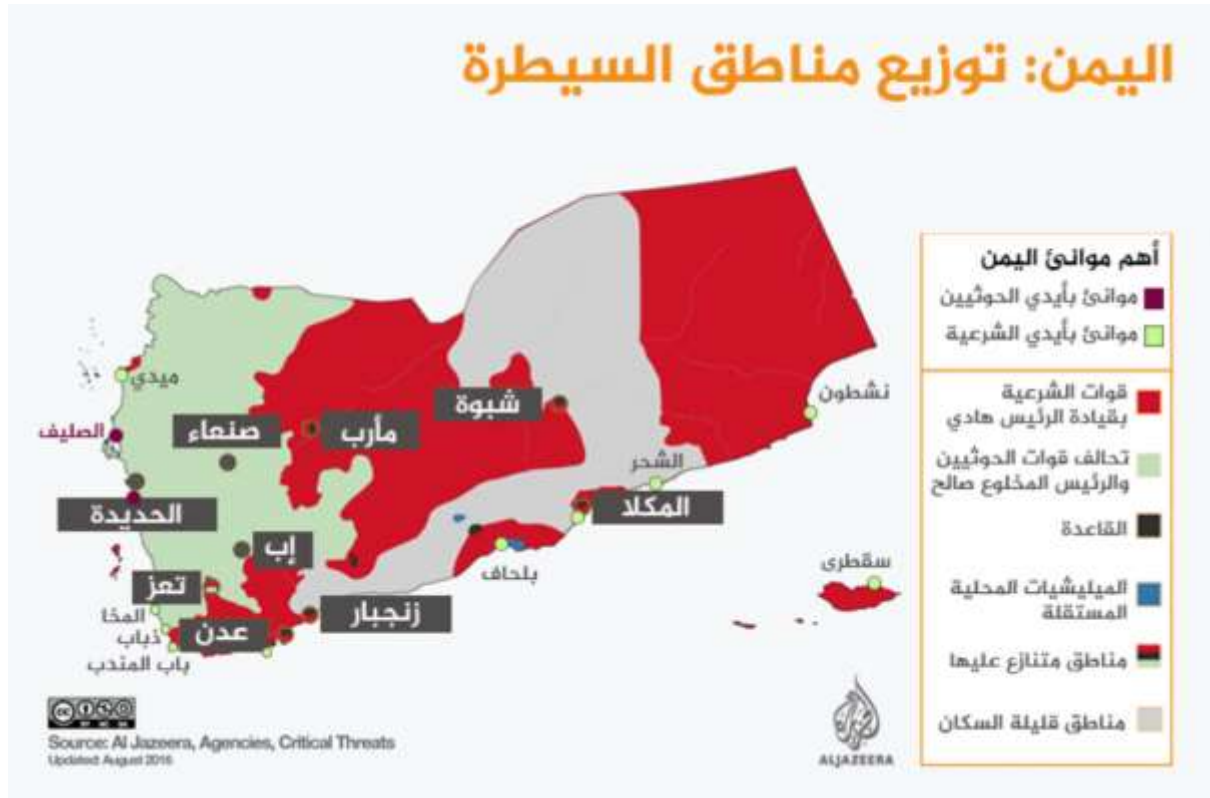 اليمن: توزيع مناطق السيطرة
أهم موانئ اليمن
موانئ بأيدي الحوثيين
موانئ بأيدي الشرعية
قوات الشرعية
بقيادة الرئيس هادي
تحالف قوات الحوثيين
والرئيس المخلوع صالح
القاعدة
الميليشيات المحلية
المستقلة
مناطق متنازع عليها
مناطق قليلة السكان
ميدي
الصليف
صنعاء
مأرب
شبوة
نشطون
الشحر
المكلا
الحديدة
إب
بلحاف
سقطرى
تعز
زنجبار
المخا
ذباب
عدن
باب المندب
Source: Al Jazeera, Agencies, Critical Threats
Updated: August 2016
ALJAZEERA